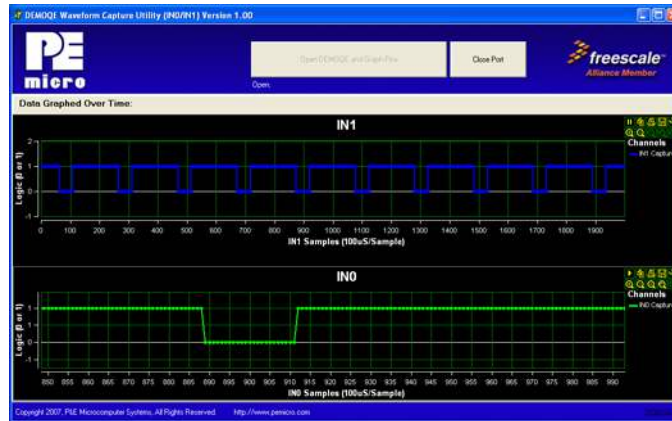 DEMOQE Waveform Capture Utility (IN0/IN1) Version 1.00
PE
micro
Open DEMOQE and Graph Pins
Close Port
freescale
Alliance Member
Open.
Data Graphed Over Time:
IN1
Channels
IN1 Captur
Logic (0 or 1)
2
1
0
-1
0 100 200 300 400 500 600 700 800 900 1000 1100 1200 1300 1400 1500 1600 1700 1800 1900
IN1 Samples (100uS/Sample)
IN0
Channels
IN0 Captur
Logic (0 or 1)
1
0
-1
850 855 860 865 870 875 880 885 890 895 900 905 910 915 920 925 930 935 940 945 950 955 960 965 970 975 980 985 990
IN0 Samples (100uS/Sample)
Copyright 2007, P&E Microcomputer Systems, All Rights Reserved. http://www.pemicro.com